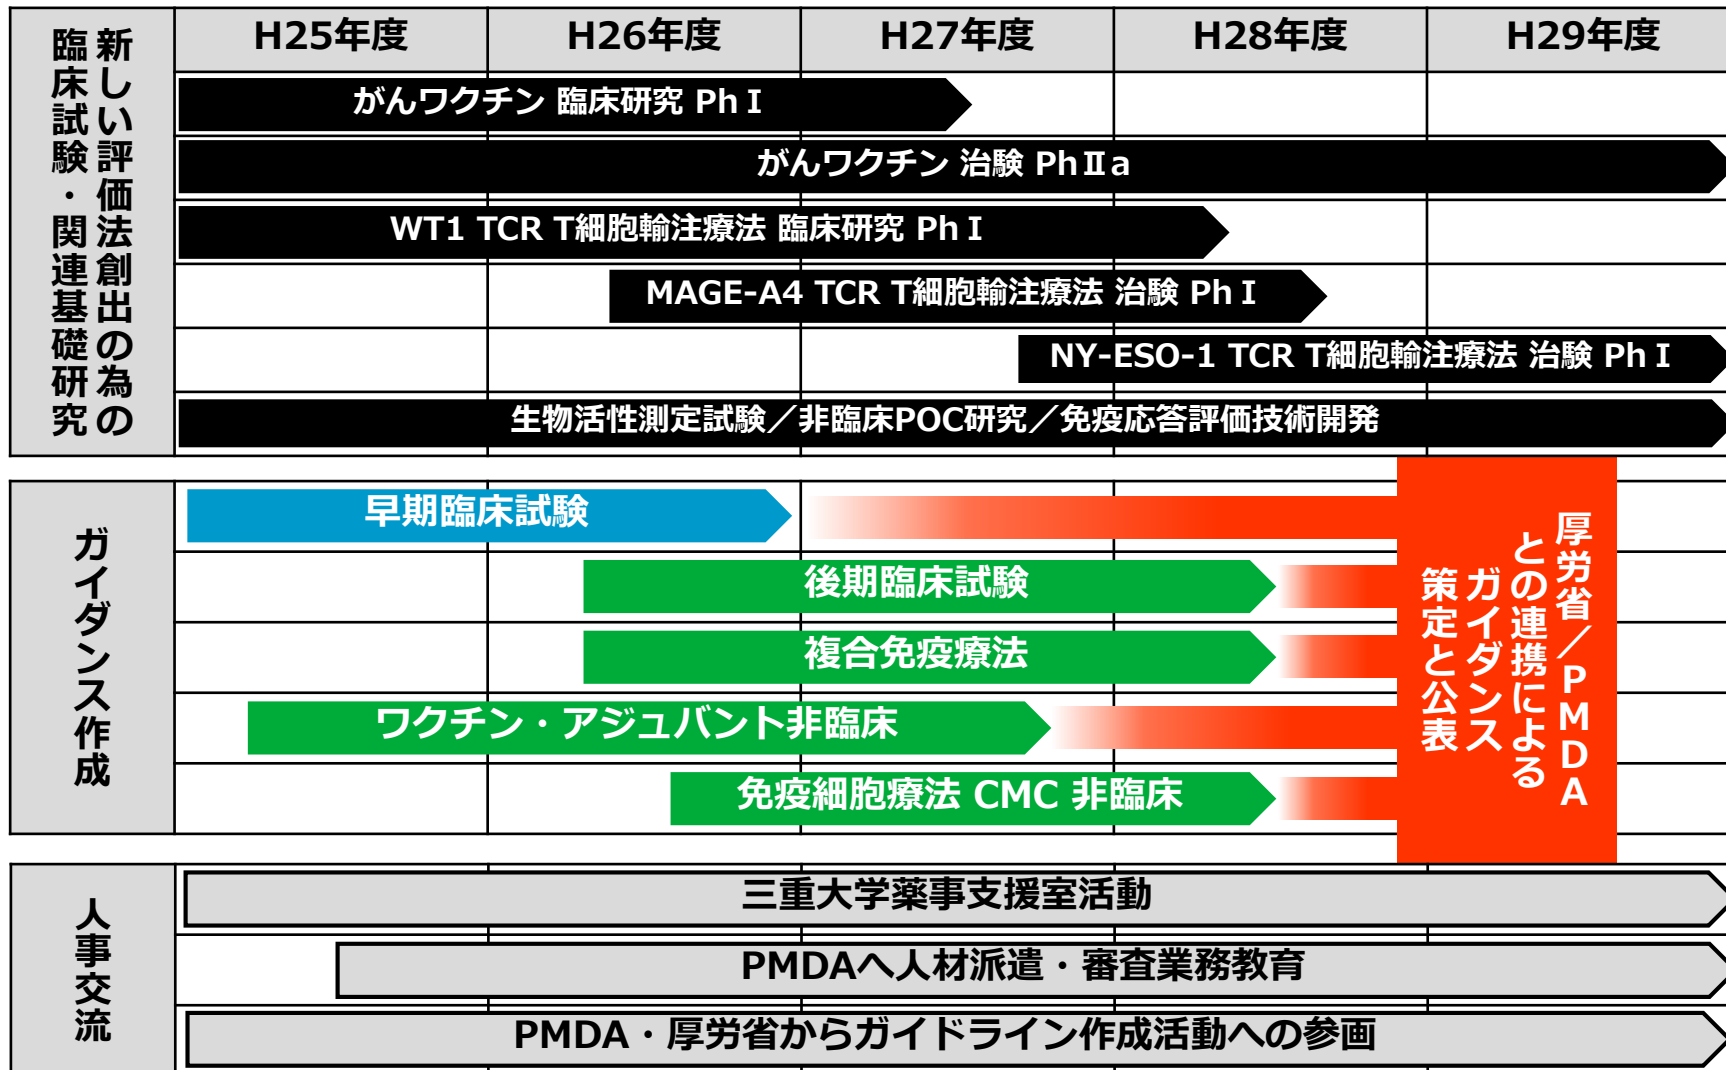 H25年度
H26年度
H27年度
H28年度
H29年度
新しい評価法創出の為の
臨床試験・関連基礎研究
がんワクチン 臨床研究 Ph I
がんワクチン 治験 PhⅡa
WT1 TCR T細胞輸注療法 臨床研究 Ph I
MAGE-A4 TCR T細胞輸注療法 治験 Ph I
NY-ESO-1 TCR T細胞輸注療法 治験 Ph I
生物活性測定試験／非臨床POC研究／免疫応答評価技術開発
ガイダンス作成
早期臨床試験
後期臨床試験
複合免疫療法
ワクチン・アジュバント非臨床
免疫細胞療法 CMC 非臨床
厚労省／PMDA
との連携による
ガイダンス
策定と公表
人事交流
三重大学薬事支援室活動
PMDAへ人材派遣・審査業務教育
PMDA・厚労省からガイドライン作成活動への参画